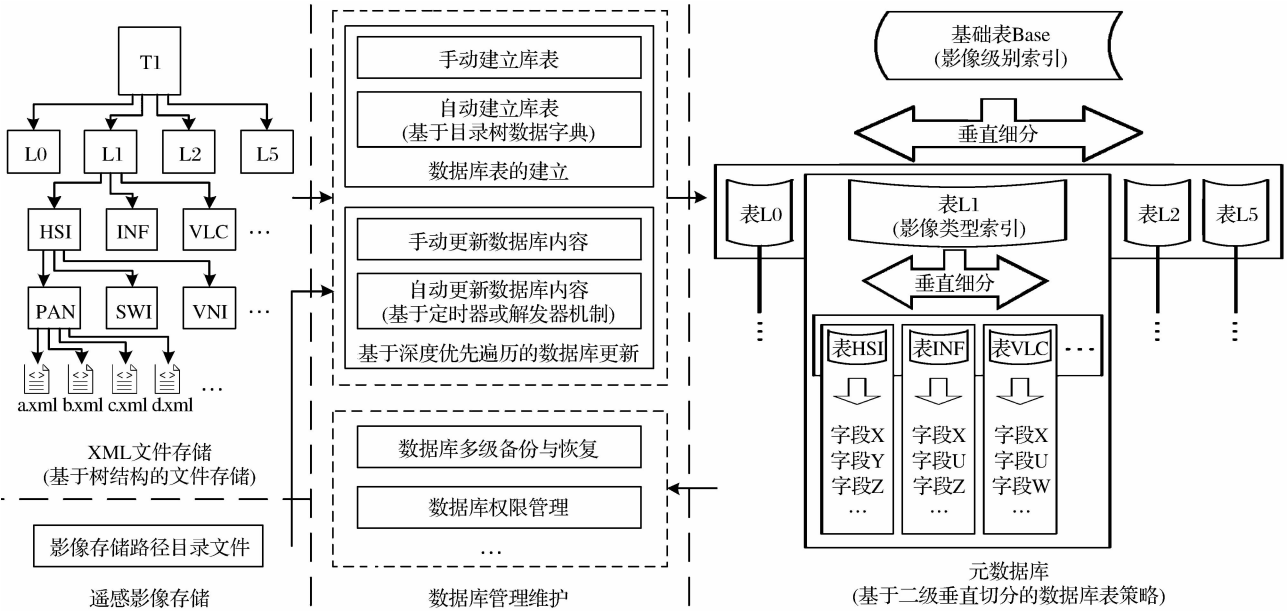 T1
L0
L1
L2
L5
HSI
INF
VLC
…
PAN
SWI
VNI
…
<>
<>
<>
<>
a.xml
b.xml
c.xml
d.xml
…
XML文件存储
(基于树结构的文件存储)
影像存储路径目录文件
遥感影像存储
手动建立库表
自动建立库表
(基于目录树数据字典)
数据库表的建立
手动更新数据库内容
自动更新数据库内容
(基于定时器或解发器机制)
基于深度优先遍历的数据库更新
数据库多级备份与恢复
数据库权限管理
…
数据库管理维护
基础表Base
(影像级别索引)
垂直细分
表L0
表L1
(影像类型索引)
表L2
表L5
垂直细分
表HSI
表INF
表VLC
字段X
字段Y
字段Z
…
字段X
字段U
字段Z
…
字段X
字段U
字段W
…
元数据库
(基于二级垂直切分的数据库表策略)